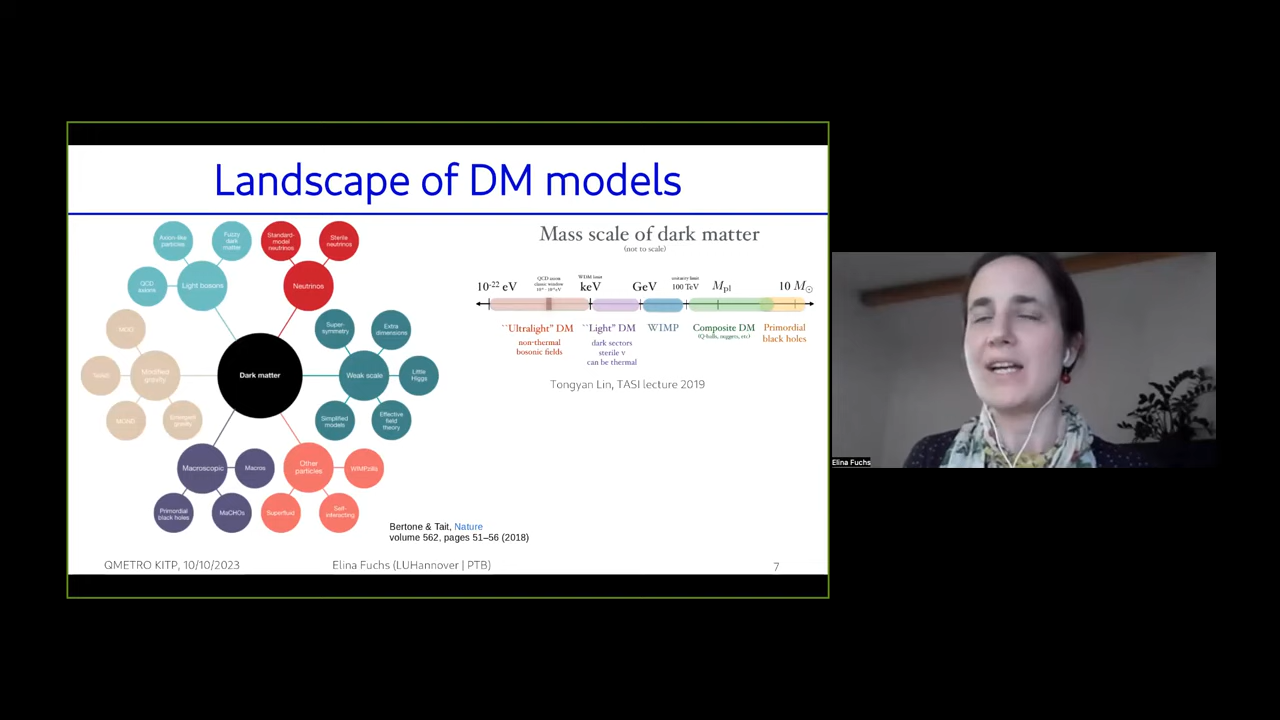 Landscape of DM models
Axion-like
particles
Fuzzy
dark
matter
Standard-
model
neutrinos
Sterile
neutrinos
QCD
axions
Light bosons
Neutrinos
Super-
symmetry
Extra
dimensions
Modified
gravity
Dark matter
Weak scale
Little
Higgs
MOND
Emergent
gravity
Simplified
models
Effective
field
theory
Macroscopic
Macros
Other
particles
WIMPzilla
Primordial
black holes
MaCHOs
Superfluid
Self-
interacting
Mass scale of dark matter
(not to scale)
QCD axion
classic window
WDM limit
unitarity limit
10-22 eV
keV
GeV
100 TeV
Mpl
10 M☉
``Ultralight” DM
``Light” DM
WIMP
Composite DM
Primordial
black holes
non-thermal
bosonic fields
dark sectors
sterile ν
can be thermal
(Q-balls, nuggets, etc)
Tongyan Lin, TASI lecture 2019
Bertone & Tait, Nature
volume 562, pages 51–56 (2018)
QMETRO KITP, 10/10/2023
Elina Fuchs (LUHannover | PTB)
7
Elina Fuchs